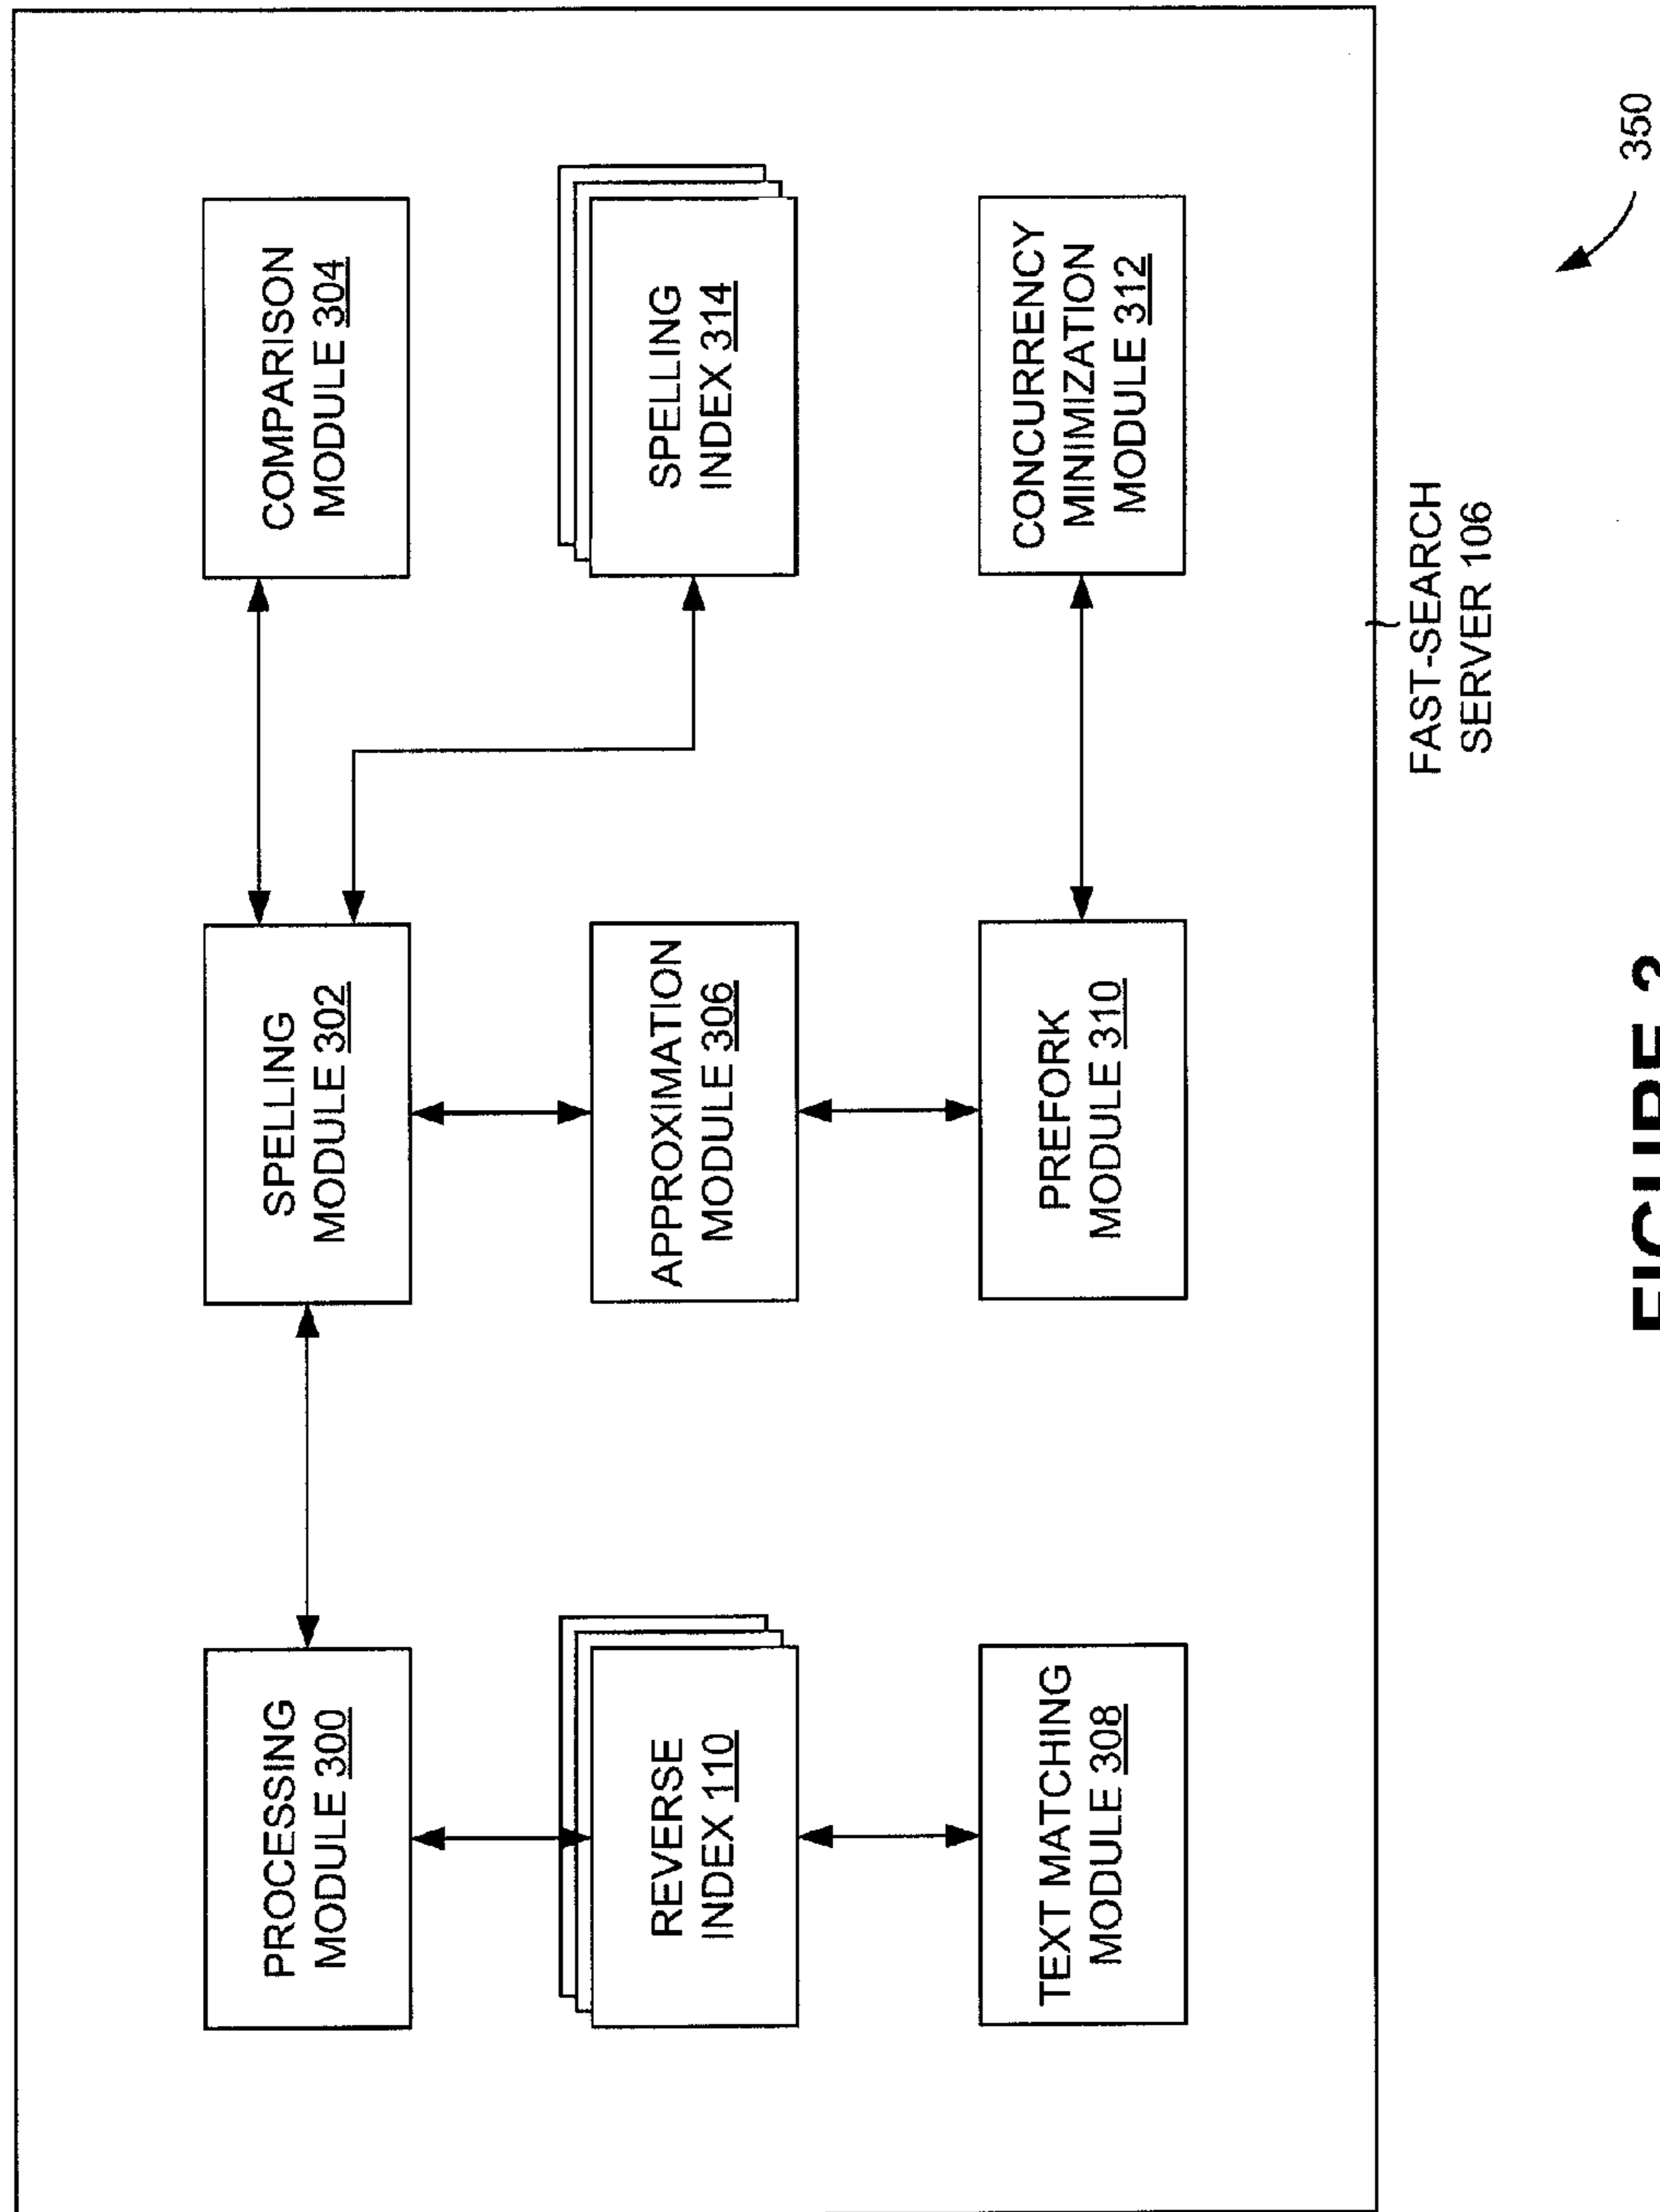 PROCESSING
MODULE 300
SPELLING
MODULE 302
COMPARISON
MODULE 304
REVERSE
INDEX 110
APPROXIMATION
MODULE 306
SPELLING
INDEX 314
TEXT MATCHING
MODULE 308
PREFORK
MODULE 310
CONCURRENCY
MINIMIZATION
MODULE 312
FAST-SEARCH
SERVER 106
350
FIGURE